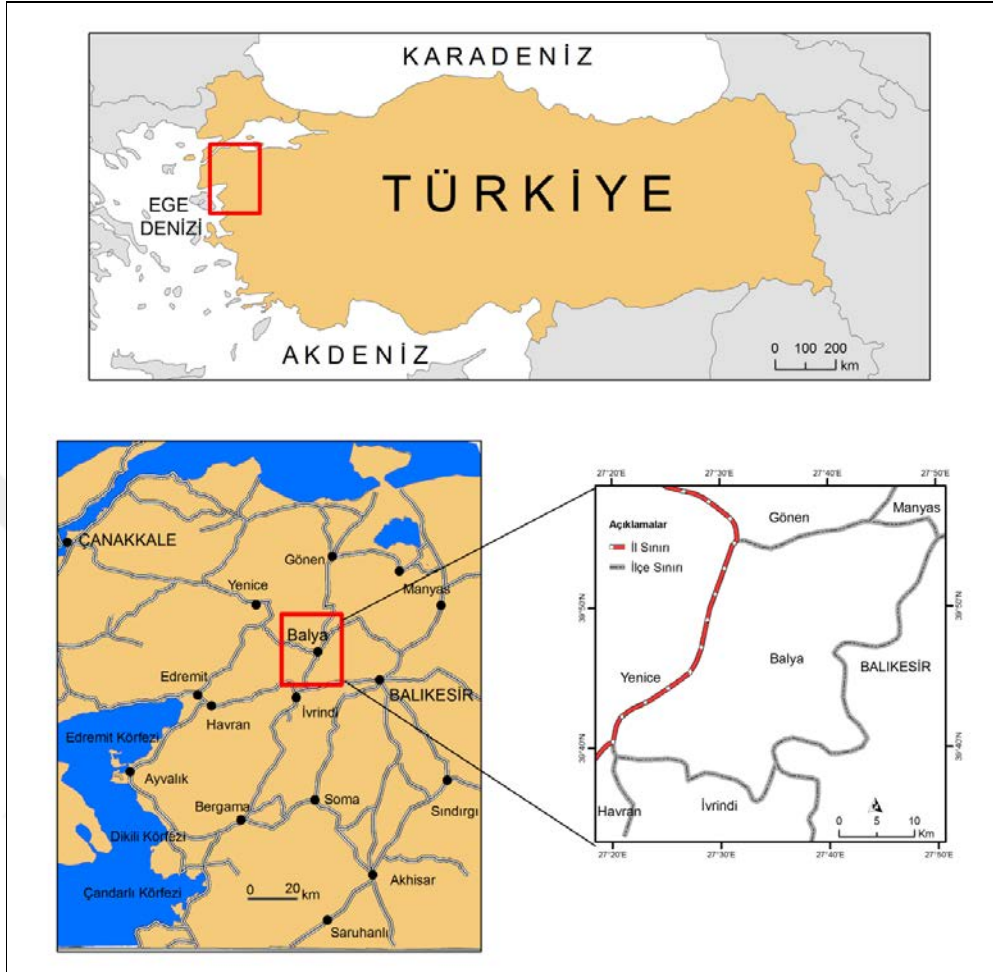 KARADENİZ
TÜRKİYE
EGE
DENİZİ
AKDENİZ
0 100 200
km
ÇANAKKALE
Gönen
Yenice
Manyas
Balya
Edremit
BALIKESİR
Havran
İvrindi
Edremit Körfezi
Ayvalık
Bergama
Soma
Sındırgı
Dikili Körfezi
Çandarlı Körfezi
0 20
km
Akhisar
Saruhanlı
27°20'E 27°30'E 27°40'E 27°50'E
Açıklamalar
İl Sınırı
İlçe Sınırı
Gönen
Manyas
39°50'N
39°50'N
Balya
Yenice
BALIKESİR
39°40'N
39°40'N
Havran
İvrindi
0 5 10
Km
27°20'E 27°30'E 27°40'E 27°50'E